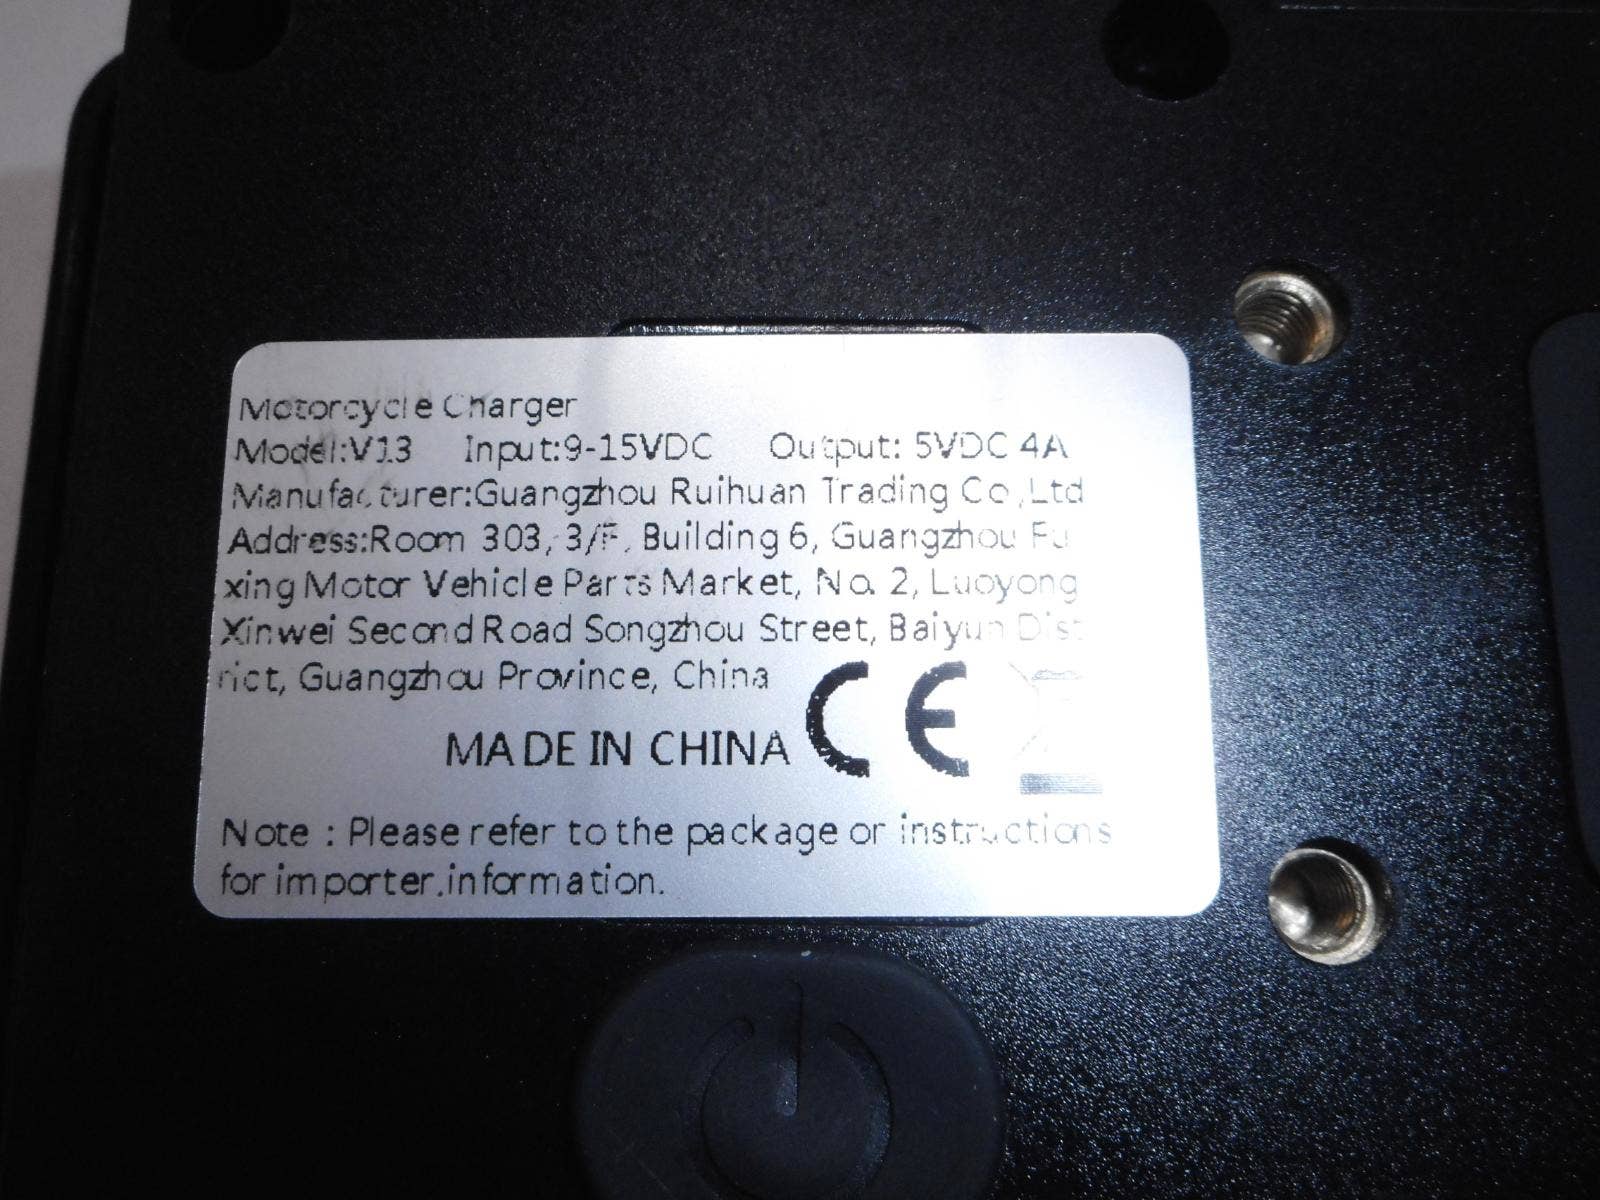 Motorcycle Charger
Model:V13 Input:9-15VDC Output: 5VDC 4A
Manufacturer:Guangzhou Ruihuan Trading Co.,Ltd
Address:Room 303, 3/F, Building 6, Guangzhou Fu
xing Motor Vehicle Parts Market, No. 2, Luoyong
Xinwei Second Road Songzhou Street, Baiyun Dist
rict, Guangzhou Province, China
MADE IN CHINA CE
Note : Please refer to the package or instructions
for importer.information.